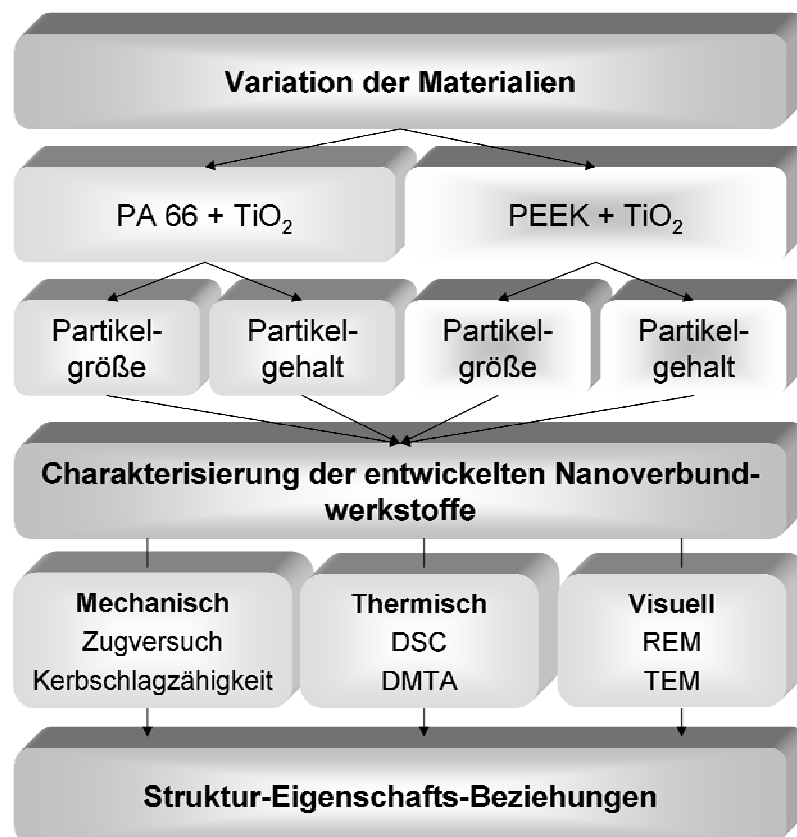 Variation der Materialien
PA 66 + TiO₂
PEEK + TiO₂
Partikel-
größe
Partikel-
gehalt
Partikel-
größe
Partikel-
gehalt
Charakterisierung der entwickelten Nanoverbund-
werkstoffe
Mechanisch
Zugversuch
Kerbschlagzähigkeit
Thermisch
DSC
DMTA
Visuell
REM
TEM
Struktur-Eigenschafts-Beziehungen